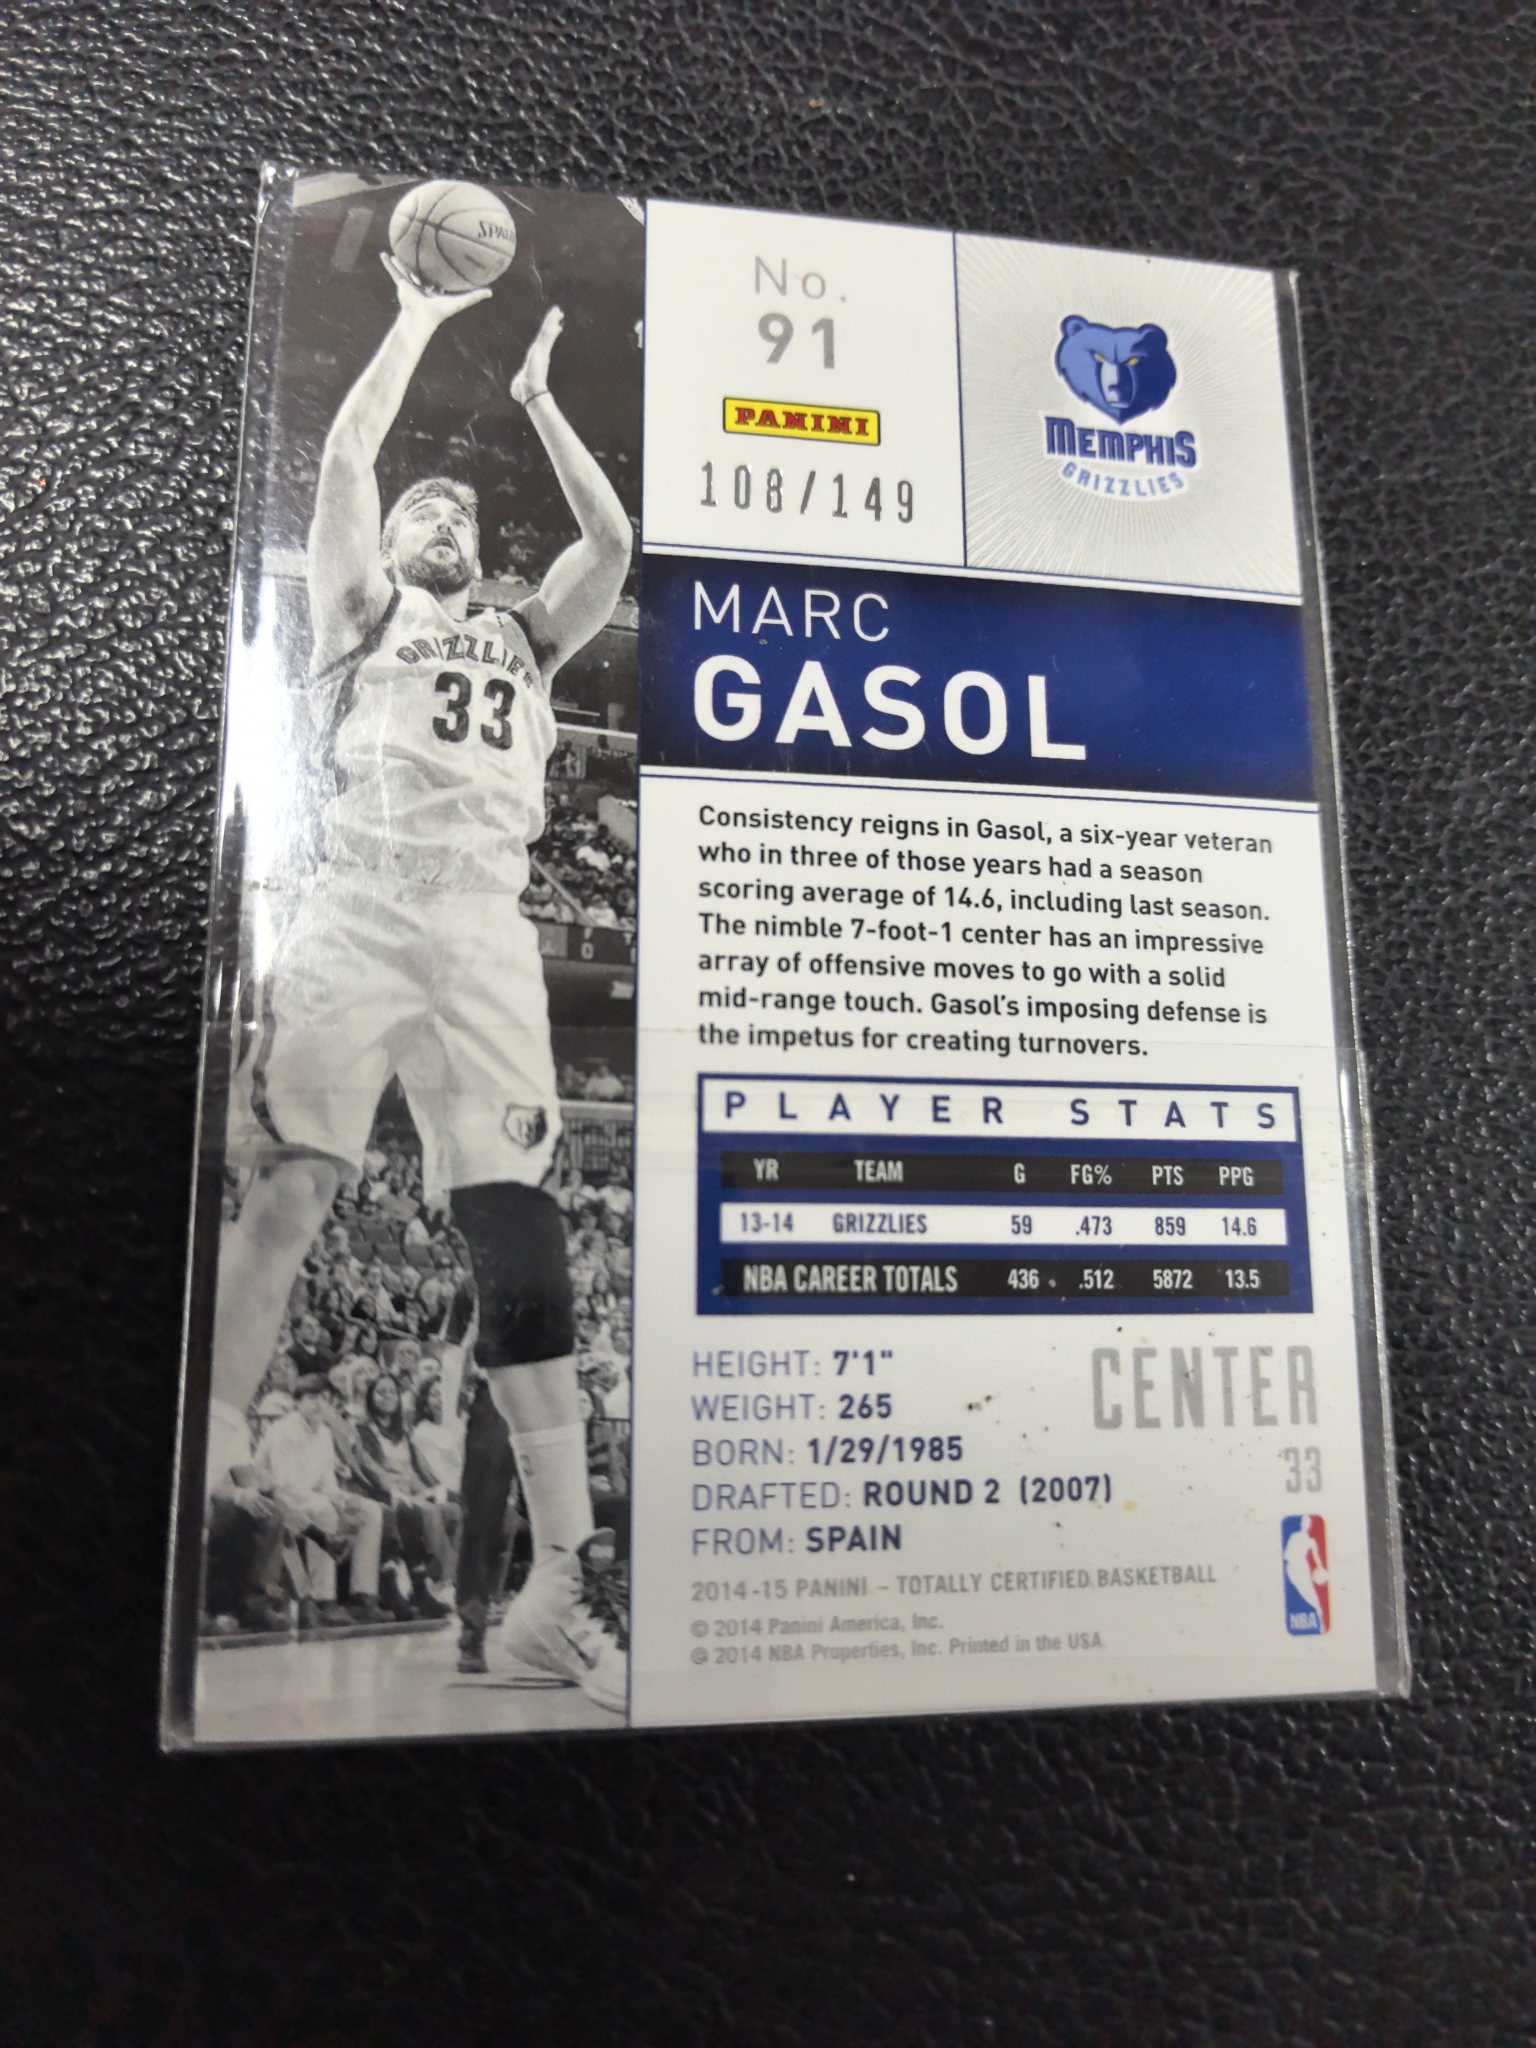 SPAL
GRIZZLIES
33
No.
91
PANINI
108/149
MEMPHIS
GRIZZLIES
MARC
GASOL
Consistency reigns in Gasol, a six-year veteran
who in three of those years had a season
scoring average of 14.6, including last season.
The nimble 7-foot-1 center has an impressive
array of offensive moves to go with a solid
mid-range touch. Gasol's imposing defense is
the impetus for creating turnovers.
PLAYER STATS
YR TEAM G FG% PTS PPG
13-14 GRIZZLIES 59 .473 859 14.6
NBA CAREER TOTALS 436 .512 5872 13.5
HEIGHT: 7'1"
WEIGHT: 265
BORN: 1/29/1985
DRAFTED: ROUND 2 (2007)
FROM: SPAIN
CENTER
33
2014-15 PANINI – TOTALLY CERTIFIED BASKETBALL
© 2014 Panini America, Inc.
© 2014 NBA Properties, Inc. Printed in the USA
NBA